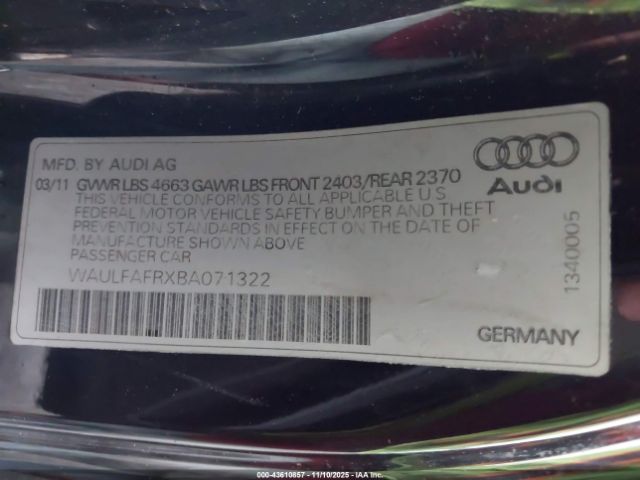 MFD. BY AUDI AG
03/11 GVWR LBS 4663 GAWR LBS FRONT 2403/REAR 2370
THIS VEHICLE CONFORMS TO ALL APPLICABLE U S
FEDERAL MOTOR VEHICLE SAFETY BUMPER AND THEFT
PREVENTION STANDARDS IN EFFECT ON THE DATE OF
MANUFACTURE SHOWN ABOVE
PASSENGER CAR
WAULFAFRXBA071322
Audi
1340005
GERMANY
000-43610857 - 11/10/2025 - IAA Inc.